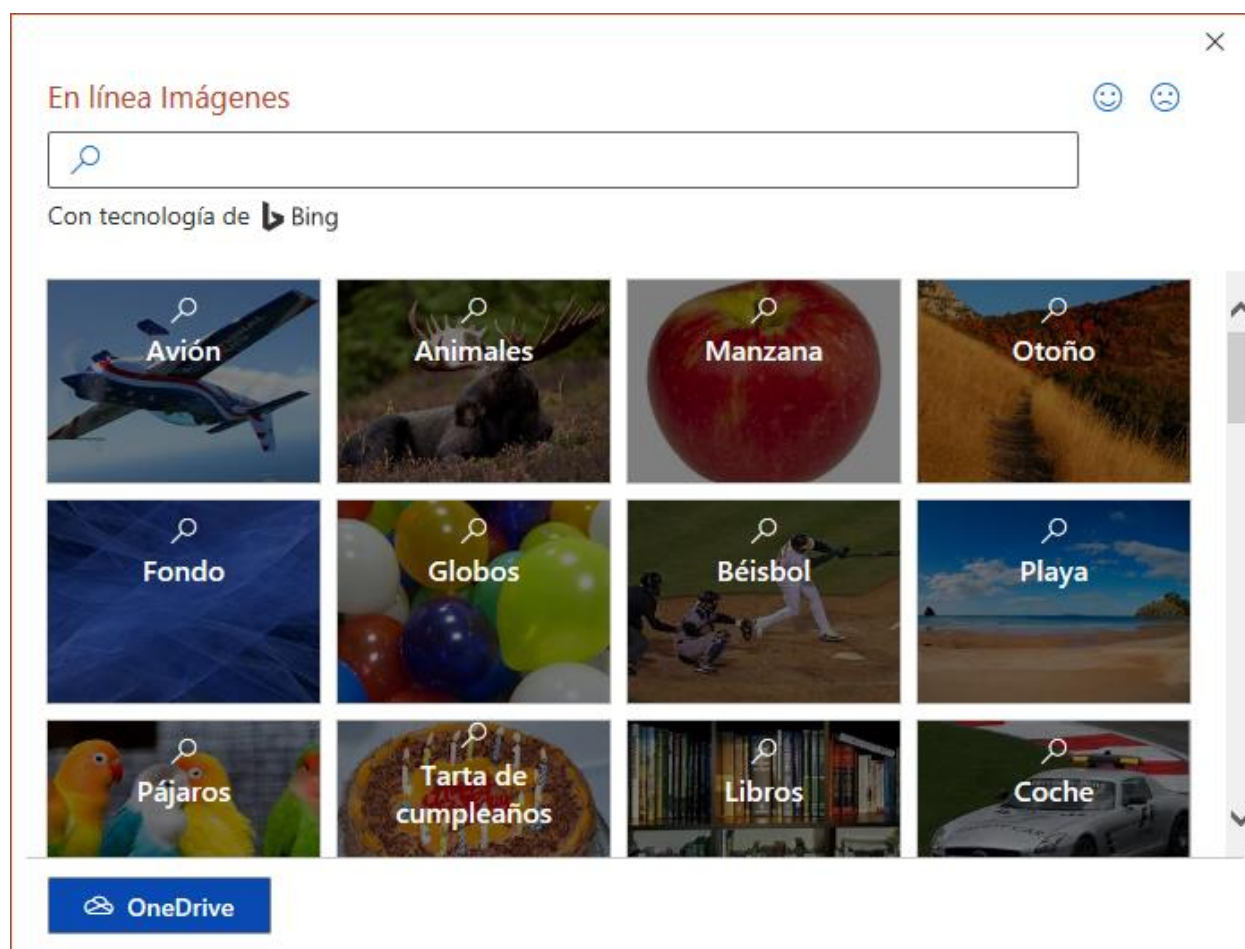 En línea Imágenes
Con tecnología de Bing
Avión
Animales
Manzana
Otoño
Fondo
Globos
Béisbol
Playa
Pájaros
Tarta de
cumpleaños
Libros
Coche
OneDrive